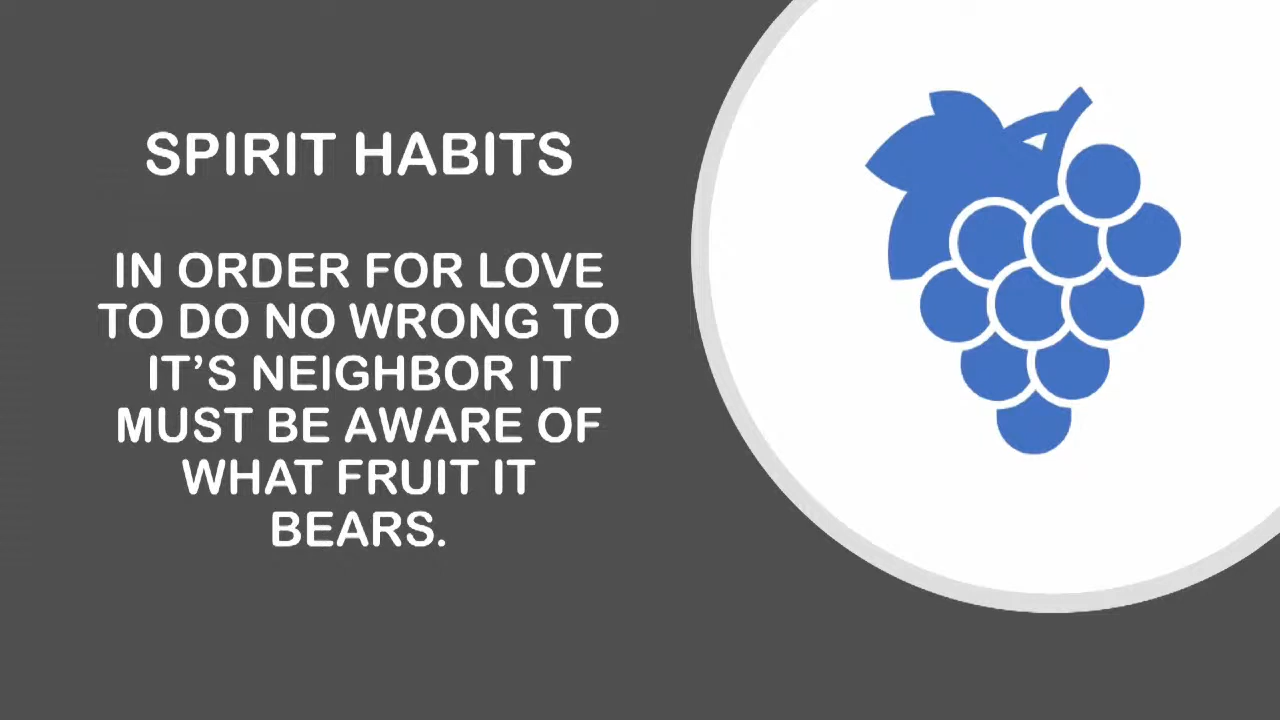 SPIRIT HABITS
IN ORDER FOR LOVE
TO DO NO WRONG TO
IT’S NEIGHBOR IT
MUST BE AWARE OF
WHAT FRUIT IT
BEARS.